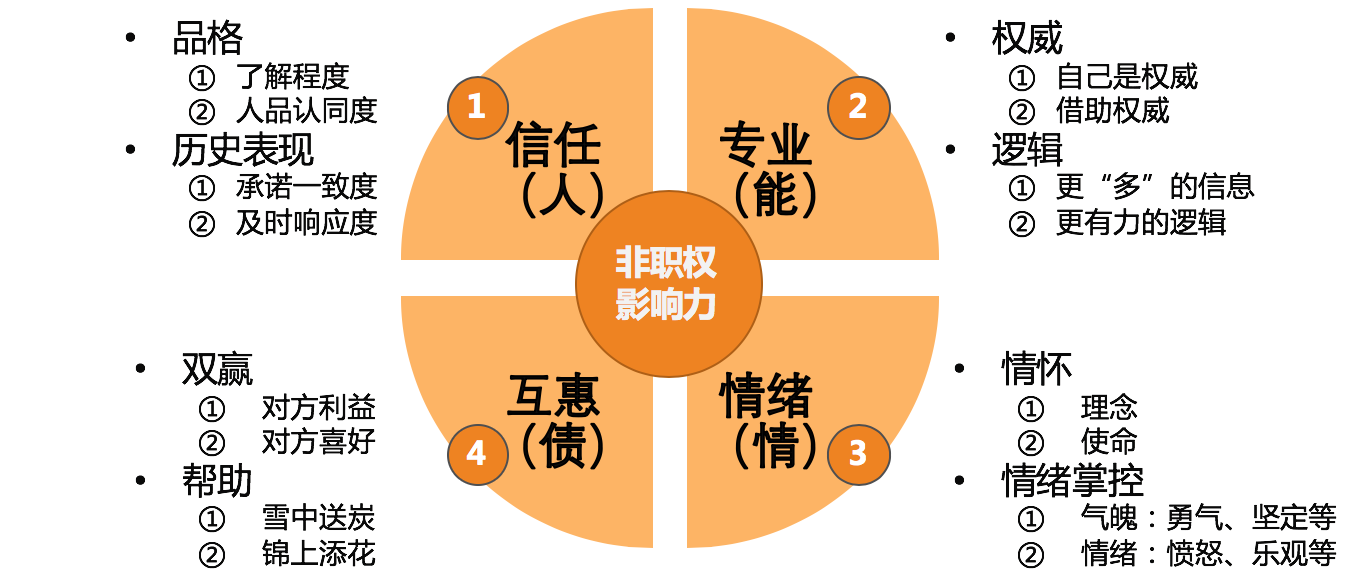 • 品格
① 了解程度
② 人品认同度
• 历史表现
① 承诺一致度
② 及时响应度
1
信任
（人）
2
专业
（能）
• 权威
① 自己是权威
② 借助权威
• 逻辑
① 更“多”的信息
② 更有力的逻辑
非职权
影响力
• 双赢
① 对方利益
② 对方喜好
• 帮助
① 雪中送炭
② 锦上添花
互惠
（债）
4
情绪
（情）
3
• 情怀
① 理念
② 使命
• 情绪掌控
① 气魄：勇气、坚定等
② 情绪：愤怒、乐观等